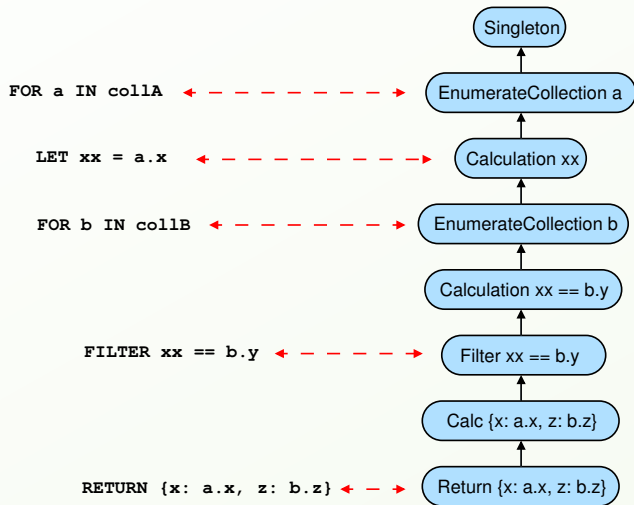 Singleton
FOR a IN collA
EnumerateCollection a
LET xx = a.x
Calculation xx
FOR b IN collB
EnumerateCollection b
Calculation xx == b.y
FILTER xx == b.y
Filter xx == b.y
Calc {x: a.x, z: b.z}
RETURN {x: a.x, z: b.z}
Return {x: a.x, z: b.z}